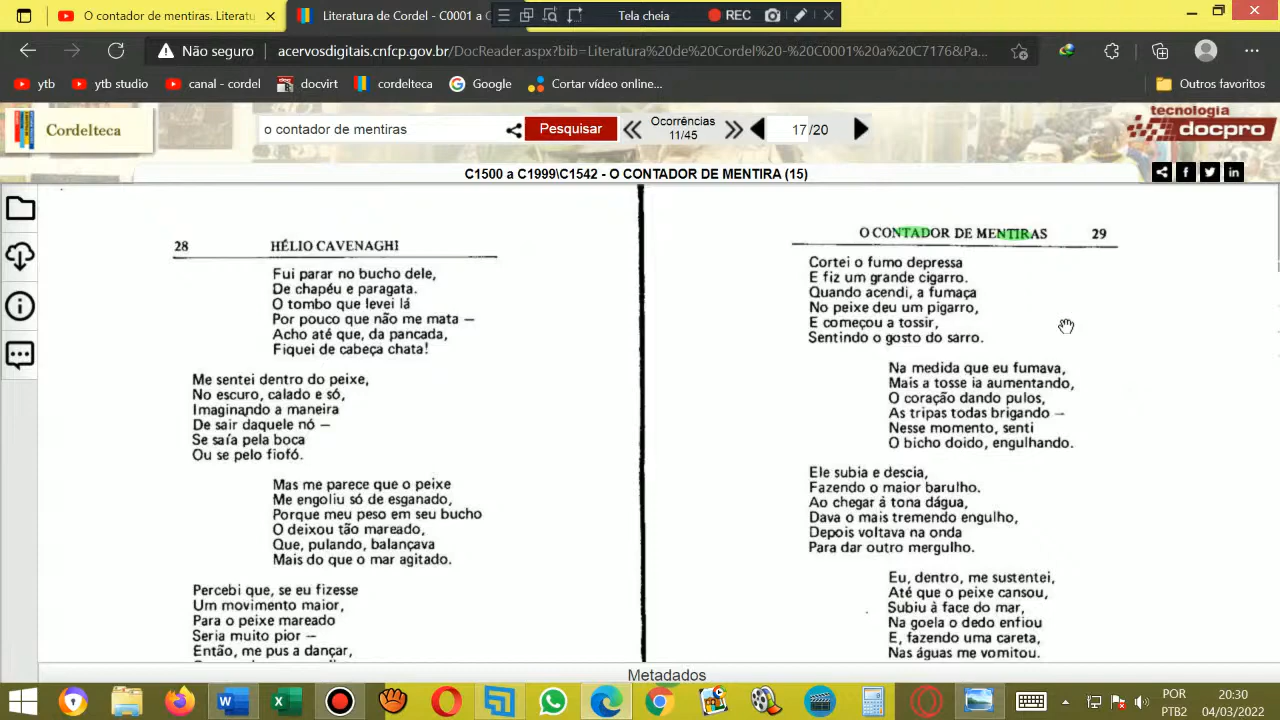 O contador de mentiras. Literatu
Literatura de Cordel - C0001 a C
Tela cheia
REC
Não seguro
acervosdigitais.cnfcp.gov.br/DocReader.aspx?bib=Literatura%20de%20Cordel%20-%20C0001%20a%20C7176&Pa...
ytb
ytb studio
canal - cordel
docvirt
cordelteca
Google
Cortar vídeo online...
Outros favoritos
Cordelteca
o contador de mentiras
Pesquisar
Ocorrências
11/45
17/20
tecnologia
docpro
C1500 a C1999\C1542 - O CONTADOR DE MENTIRA (15)
28 HÉLIO CAVENAGHI
Fui parar no bucho dele,
De chapéu e paragata.
O tombo que levei lá
Por pouco que não me mata —
Acho até que, da pancada,
Fiquei de cabeça chata!
Me sentei dentro do peixe,
No escuro, calado e só,
Imaginando a maneira
De sair daquele nó —
Se saía pela boca
Ou se pelo fiofó.
Mas me parece que o peixe
Me engoliu só de esganado,
Porque meu peso em seu bucho
O deixou tão mareado,
Que, pulando, balançava
Mais do que o mar agitado.
Percebi que, se eu fizesse
Um movimento maior,
Para o peixe mareado
Seria muito pior —
Então, me pus a dançar,
O CONTADOR DE MENTIRAS 29
Cortei o fumo depressa
E fiz um grande cigarro.
Quando acendi, a fumaça
No peixe deu um pigarro,
E começou a tossir,
Sentindo o gosto do sarro.
Na medida que eu fumava,
Mais a tosse ia aumentando,
O coração dando pulos,
As tripas todas brigando —
Nesse momento, senti
O bicho doido, engulhando.
Ele subia e descia,
Fazendo o maior barulho.
Ao chegar à tona dágua,
Dava o mais tremendo engulho,
Depois voltava na onda
Para dar outro mergulho.
Eu, dentro, me sustentei,
Até que o peixe cansou,
Subiu à face do mar,
Na goela o dedo enfiou
E, fazendo uma careta,
Nas águas me vomitou.
Metadados
POR
PTB2
20:30
04/03/2022